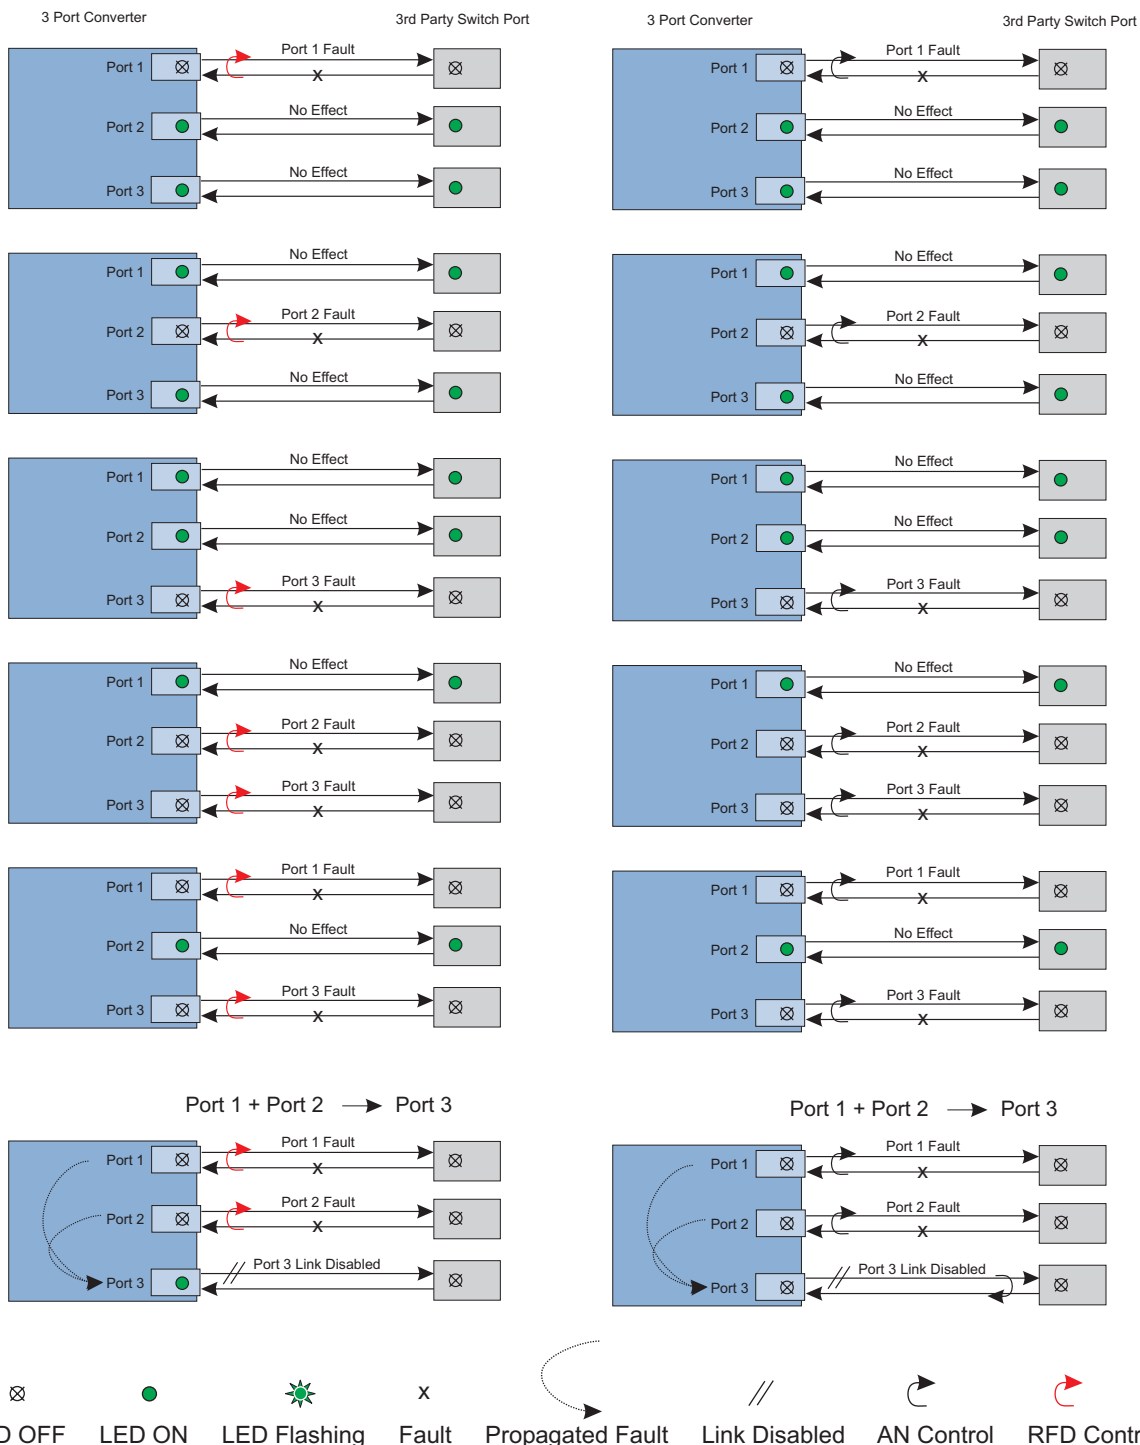 3 Port Converter
3rd Party Switch Port
Port 1
Port 1 Fault
X
Port 2
No Effect
Port 3
No Effect
Port 1
No Effect
Port 2
Port 2 Fault
X
Port 3
No Effect
Port 1
No Effect
Port 2
No Effect
Port 3
Port 3 Fault
X
Port 1
No Effect
Port 2
Port 2 Fault
X
Port 3
Port 3 Fault
X
Port 1
Port 1 Fault
X
Port 2
No Effect
Port 3
Port 3 Fault
X
Port 1 + Port 2 → Port 3
Port 1
Port 1 Fault
X
Port 2
Port 2 Fault
X
Port 3
Port 3 Link Disabled
3 Port Converter
3rd Party Switch Port
Port 1
Port 1 Fault
X
Port 2
No Effect
Port 3
No Effect
Port 1
No Effect
Port 2
Port 2 Fault
X
Port 3
No Effect
Port 1
No Effect
Port 2
No Effect
Port 3
Port 3 Fault
X
Port 1
No Effect
Port 2
Port 2 Fault
X
Port 3
Port 3 Fault
X
Port 1
Port 1 Fault
X
Port 2
No Effect
Port 3
Port 3 Fault
X
Port 1 + Port 2 → Port 3
Port 1
Port 1 Fault
X
Port 2
Port 2 Fault
X
Port 3
Port 3 Link Disabled
X
D OFF
LED ON
LED Flashing
Fault
Propagated Fault
Link Disabled
AN Control
RFD Contr